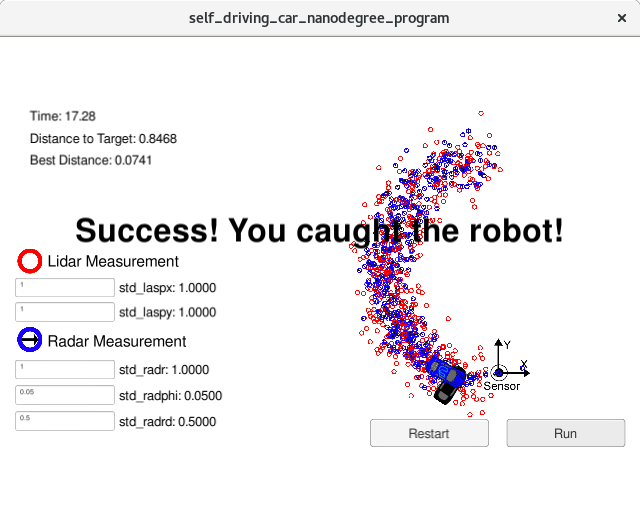 self_driving_car_nanodegree_program
Time: 17.28
Distance to Target: 0.8468
Best Distance: 0.0741
Success! You caught the robot!
Lidar Measurement
1
std_laspx: 1.0000
1
std_laspy: 1.0000
Radar Measurement
1
std_radr: 1.0000
0.05
std_radphi: 0.0500
0.5
std_radrd: 0.5000
Y
X
Sensor
Restart
Run